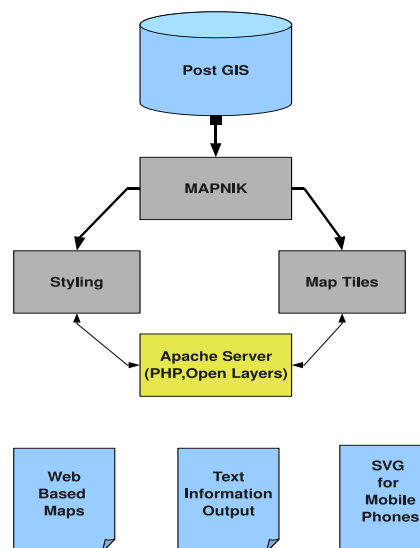 Post GIS
MAPNIK
Styling
Map Tiles
Apache Server
(PHP,Open Layers)
Web
Based
Maps
Text
Information
Output
SVG
for
Mobile
Phones